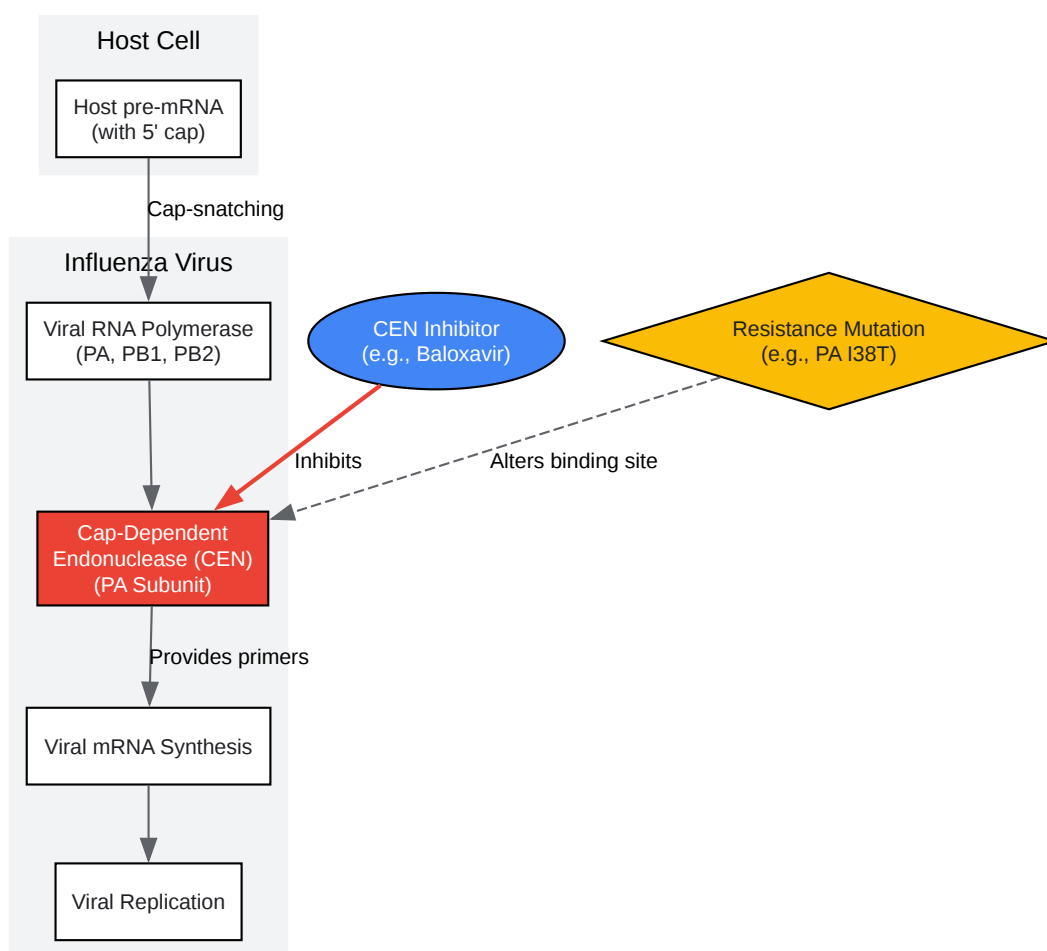 Host Cell
Host pre-mRNA
(with 5' cap)
Cap-snatching
Influenza Virus
Viral RNA Polymerase
(PA, PB1, PB2)
CEN Inhibitor
(e.g., Baloxavir)
Resistance Mutation
(e.g., PA I38T)
Inhibits
Alters binding site
Cap-Dependent
Endonuclease (CEN)
(PA Subunit)
Provides primers
Viral mRNA Synthesis
Viral Replication